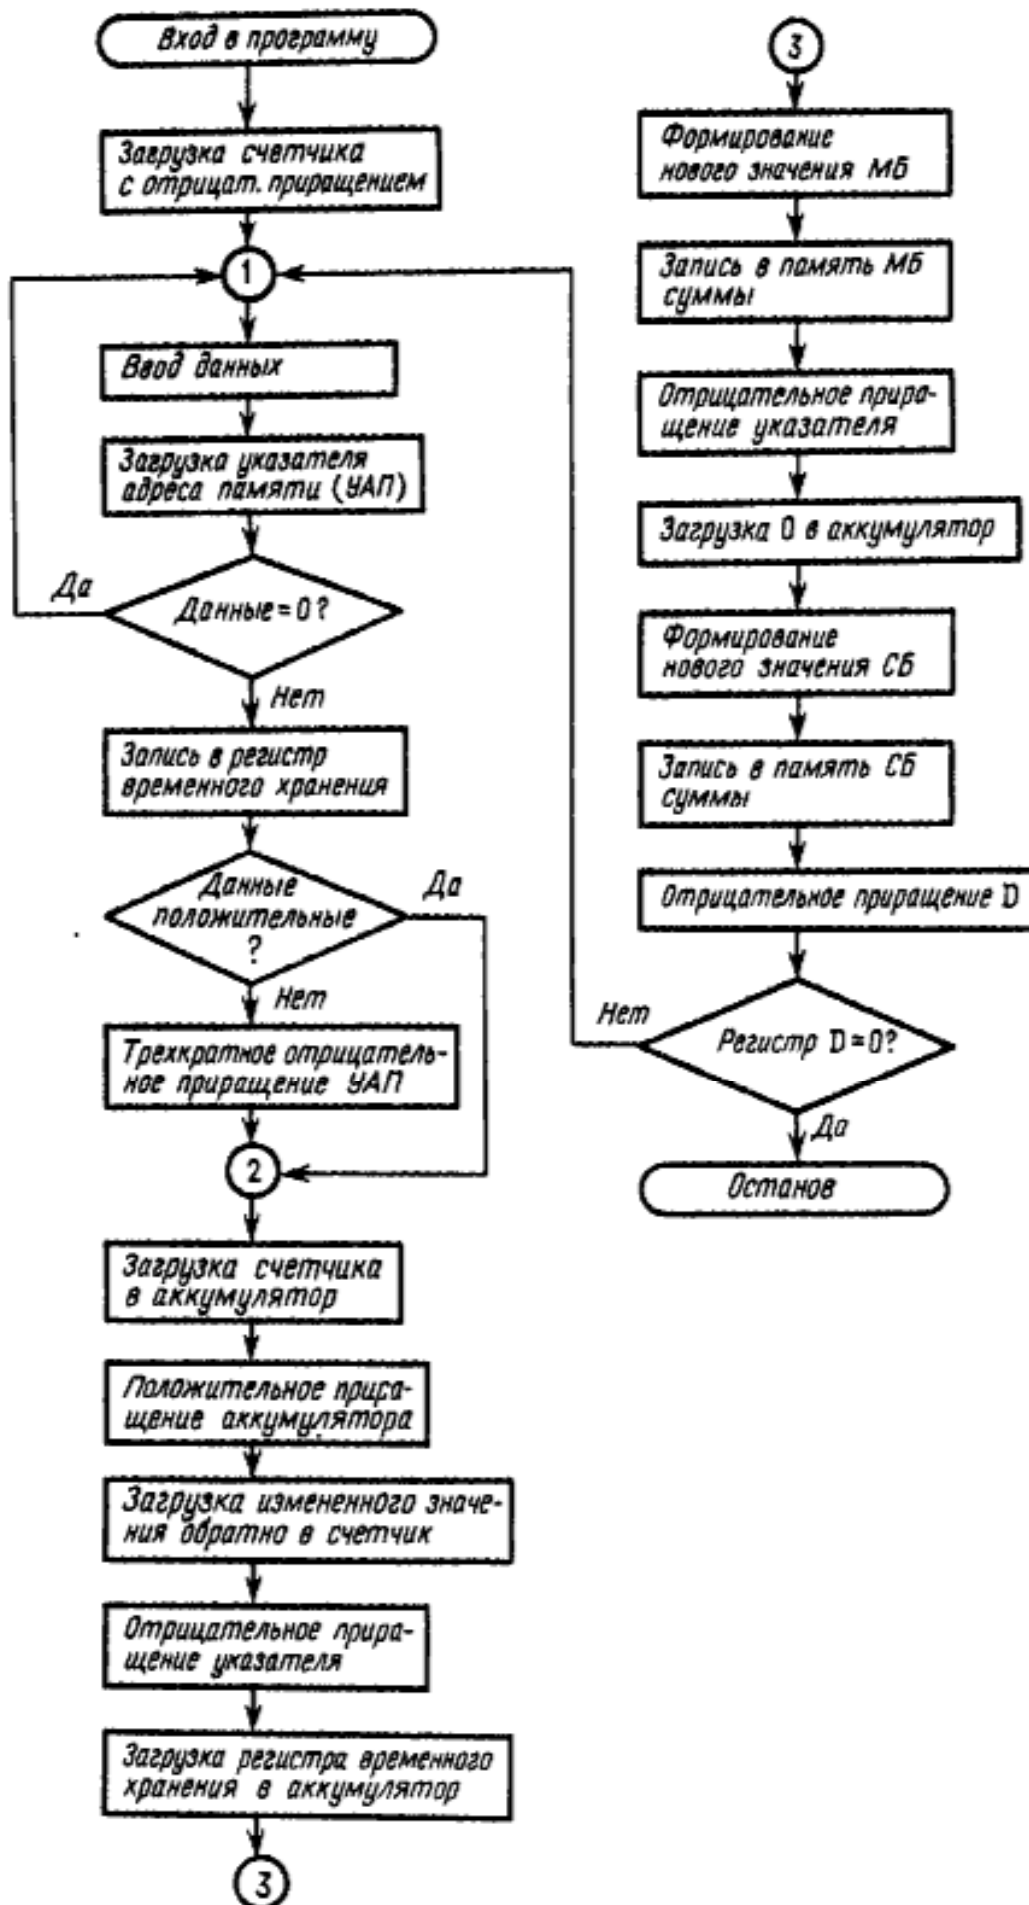 Вход в программу
Загрузка счетчика
с отрицат. приращением
1
Ввод данных
Загрузка указателя
адреса памяти (УАП)
Да
Данные = 0?
Нет
Запись в регистр
временного хранения
Данные
положительные
?
Да
Нет
Трехкратное отрицатель-
ное приращение УАП
2
Загрузка счетчика
в аккумулятор
Положительное прира-
щение аккумулятора
Загрузка измененного значе-
ния обратно в счетчик
Отрицательное прира-
щение указателя
Загрузка регистра временного
хранения в аккумулятор
3
3
Формирование
нового значения МБ
Запись в память МБ
суммы
Отрицательное прира-
щение указателя
Загрузка 0 в аккумулятор
Формирование
нового значения СБ
Запись в память СБ
суммы
Отрицательное приращение D
Нет
Регистр D = 0?
Да
Останов